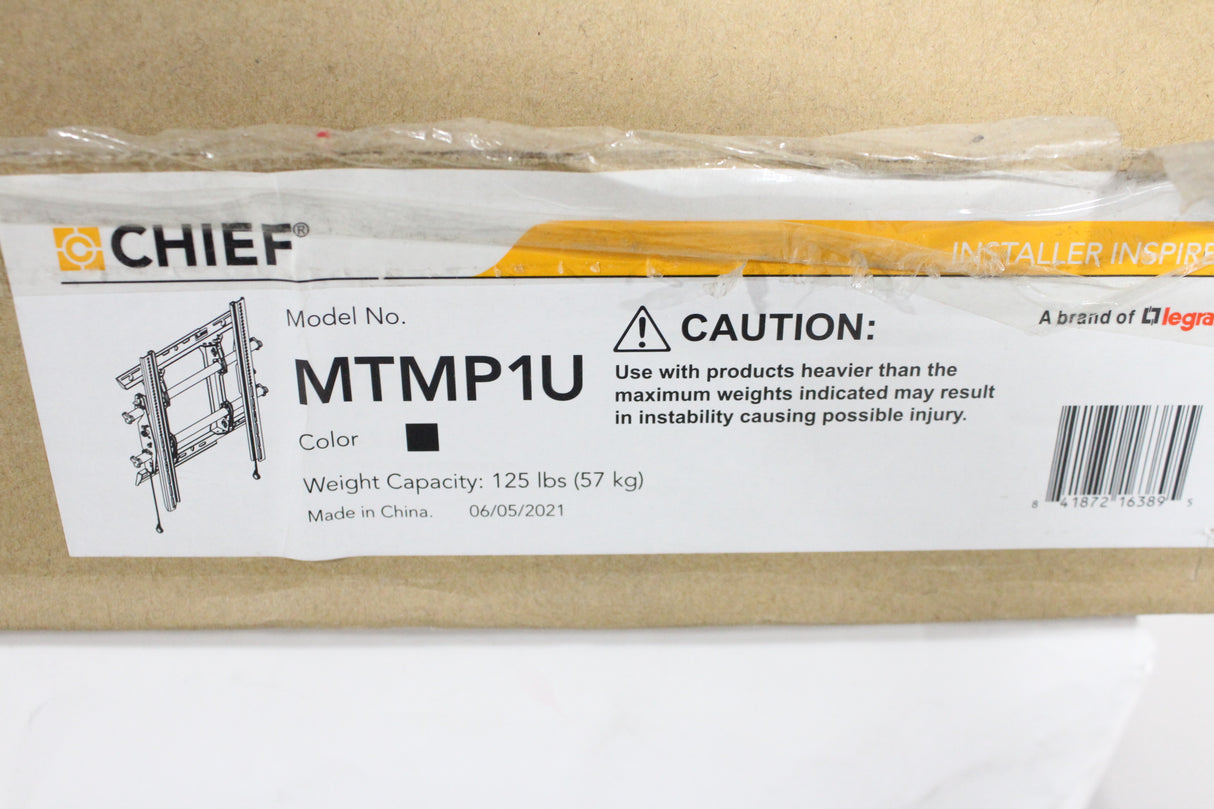 CHIEF®
INSTALLER INSPIRE
Model No.
MTMP1U
Color
Weight Capacity: 125 lbs (57 kg)
Made in China. 06/05/2021
CAUTION:
Use with products heavier than the
maximum weights indicated may result
in instability causing possible injury.
A brand of legra
8 41872 16389 5